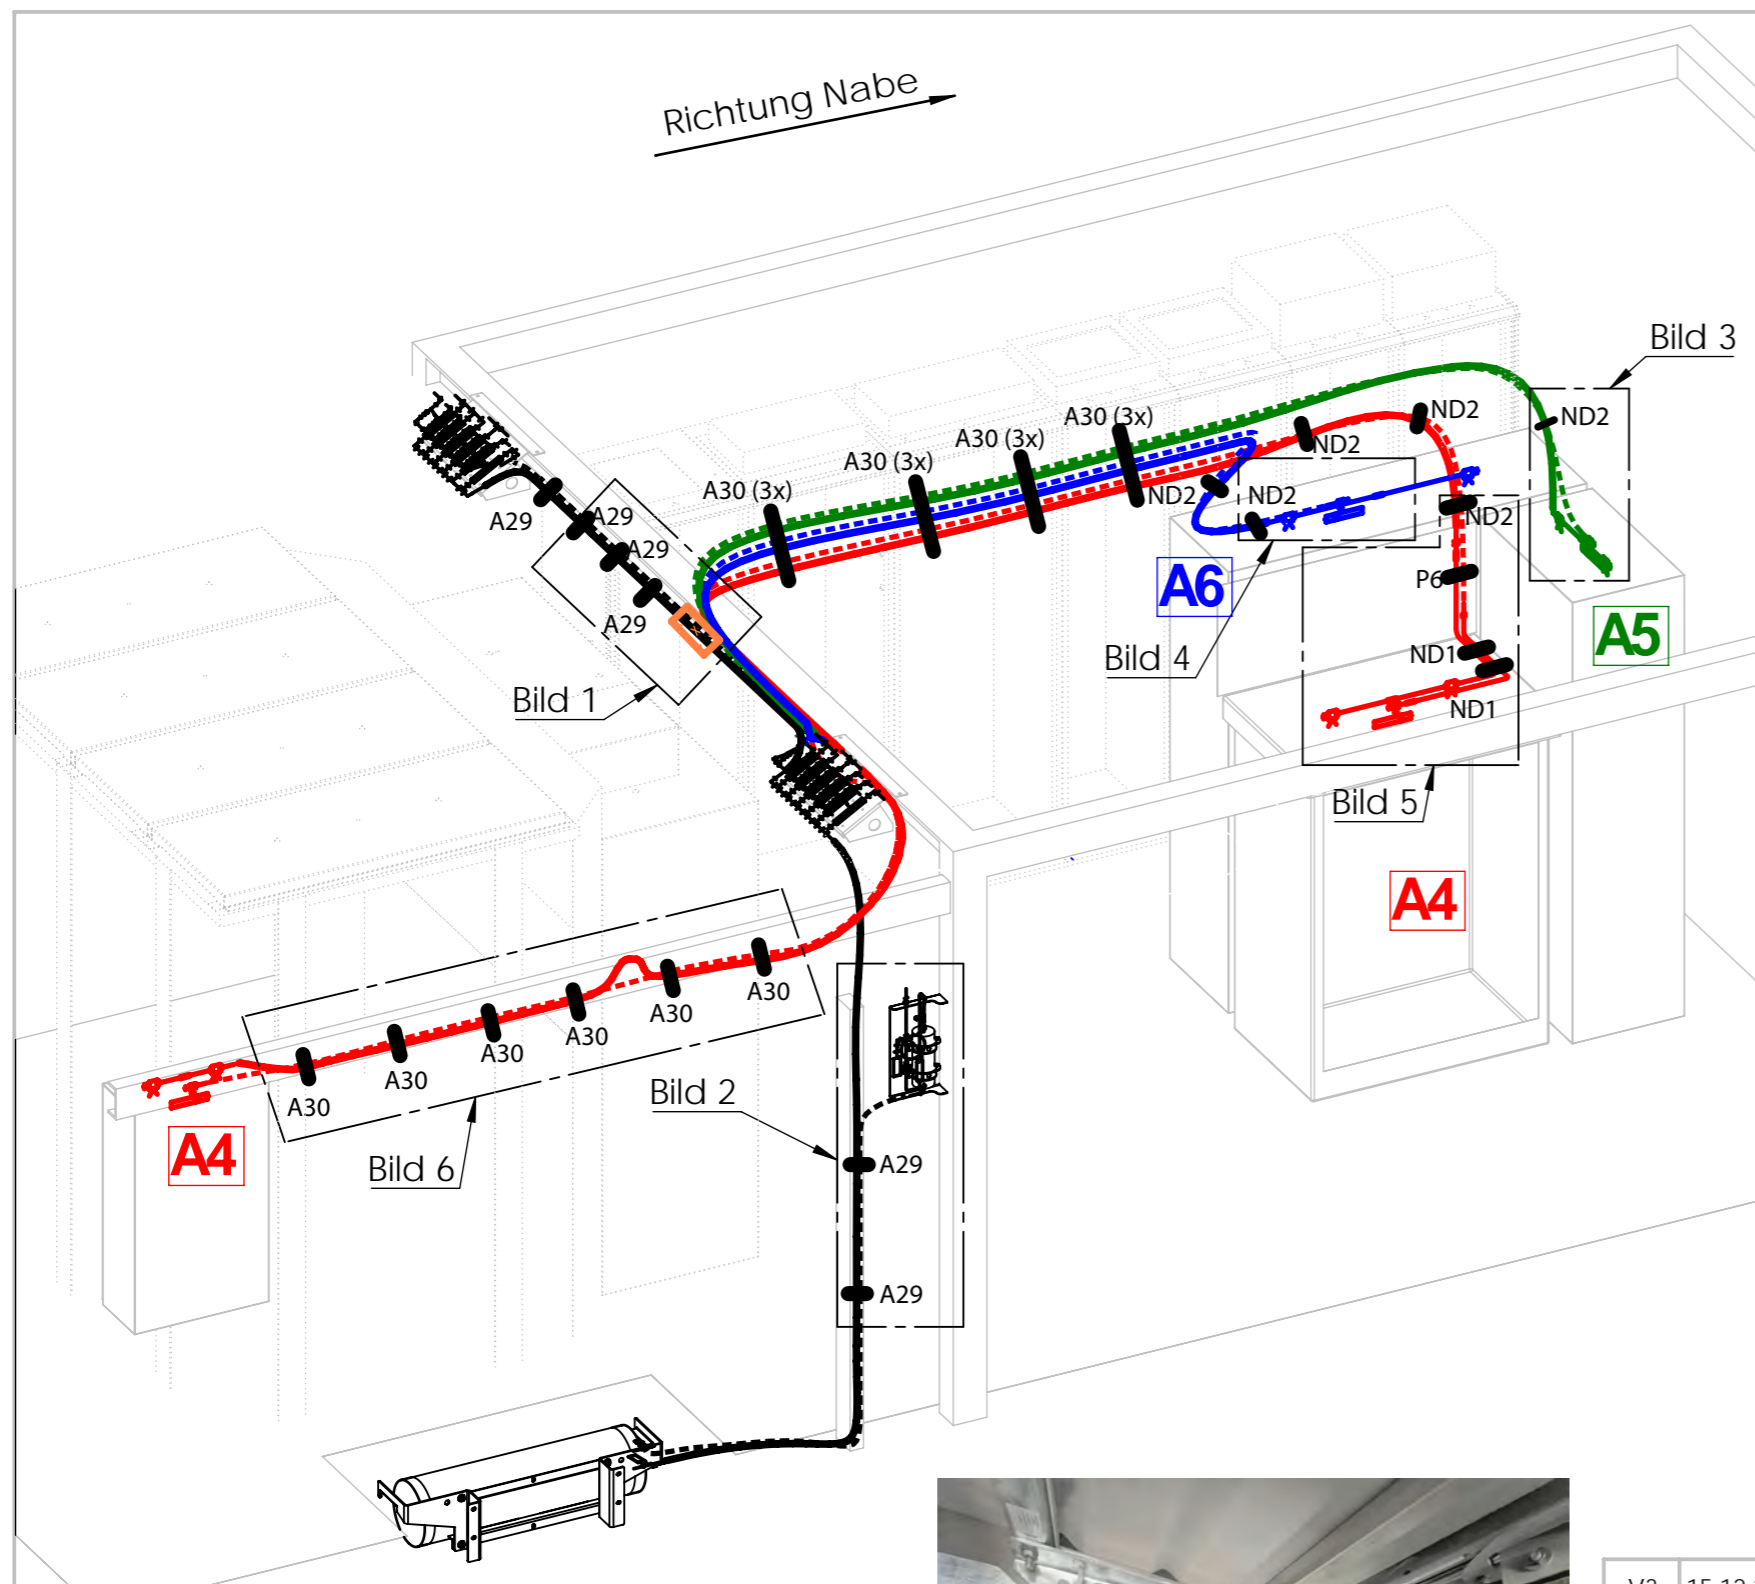 Richtung Nabe
Bild 3
A30 (3x)
ND2
ND2
A30 (3x)
ND2
A30 (3x)
A30 (3x)
ND2
ND2
ND2
A29
A29
A29
A29
P6
A6
A5
Bild 4
ND1
ND1
Bild 1
Bild 5
A4
A30
A30
A30
A30
A30
A30
Bild 2
A4
Bild 6
A29
A29